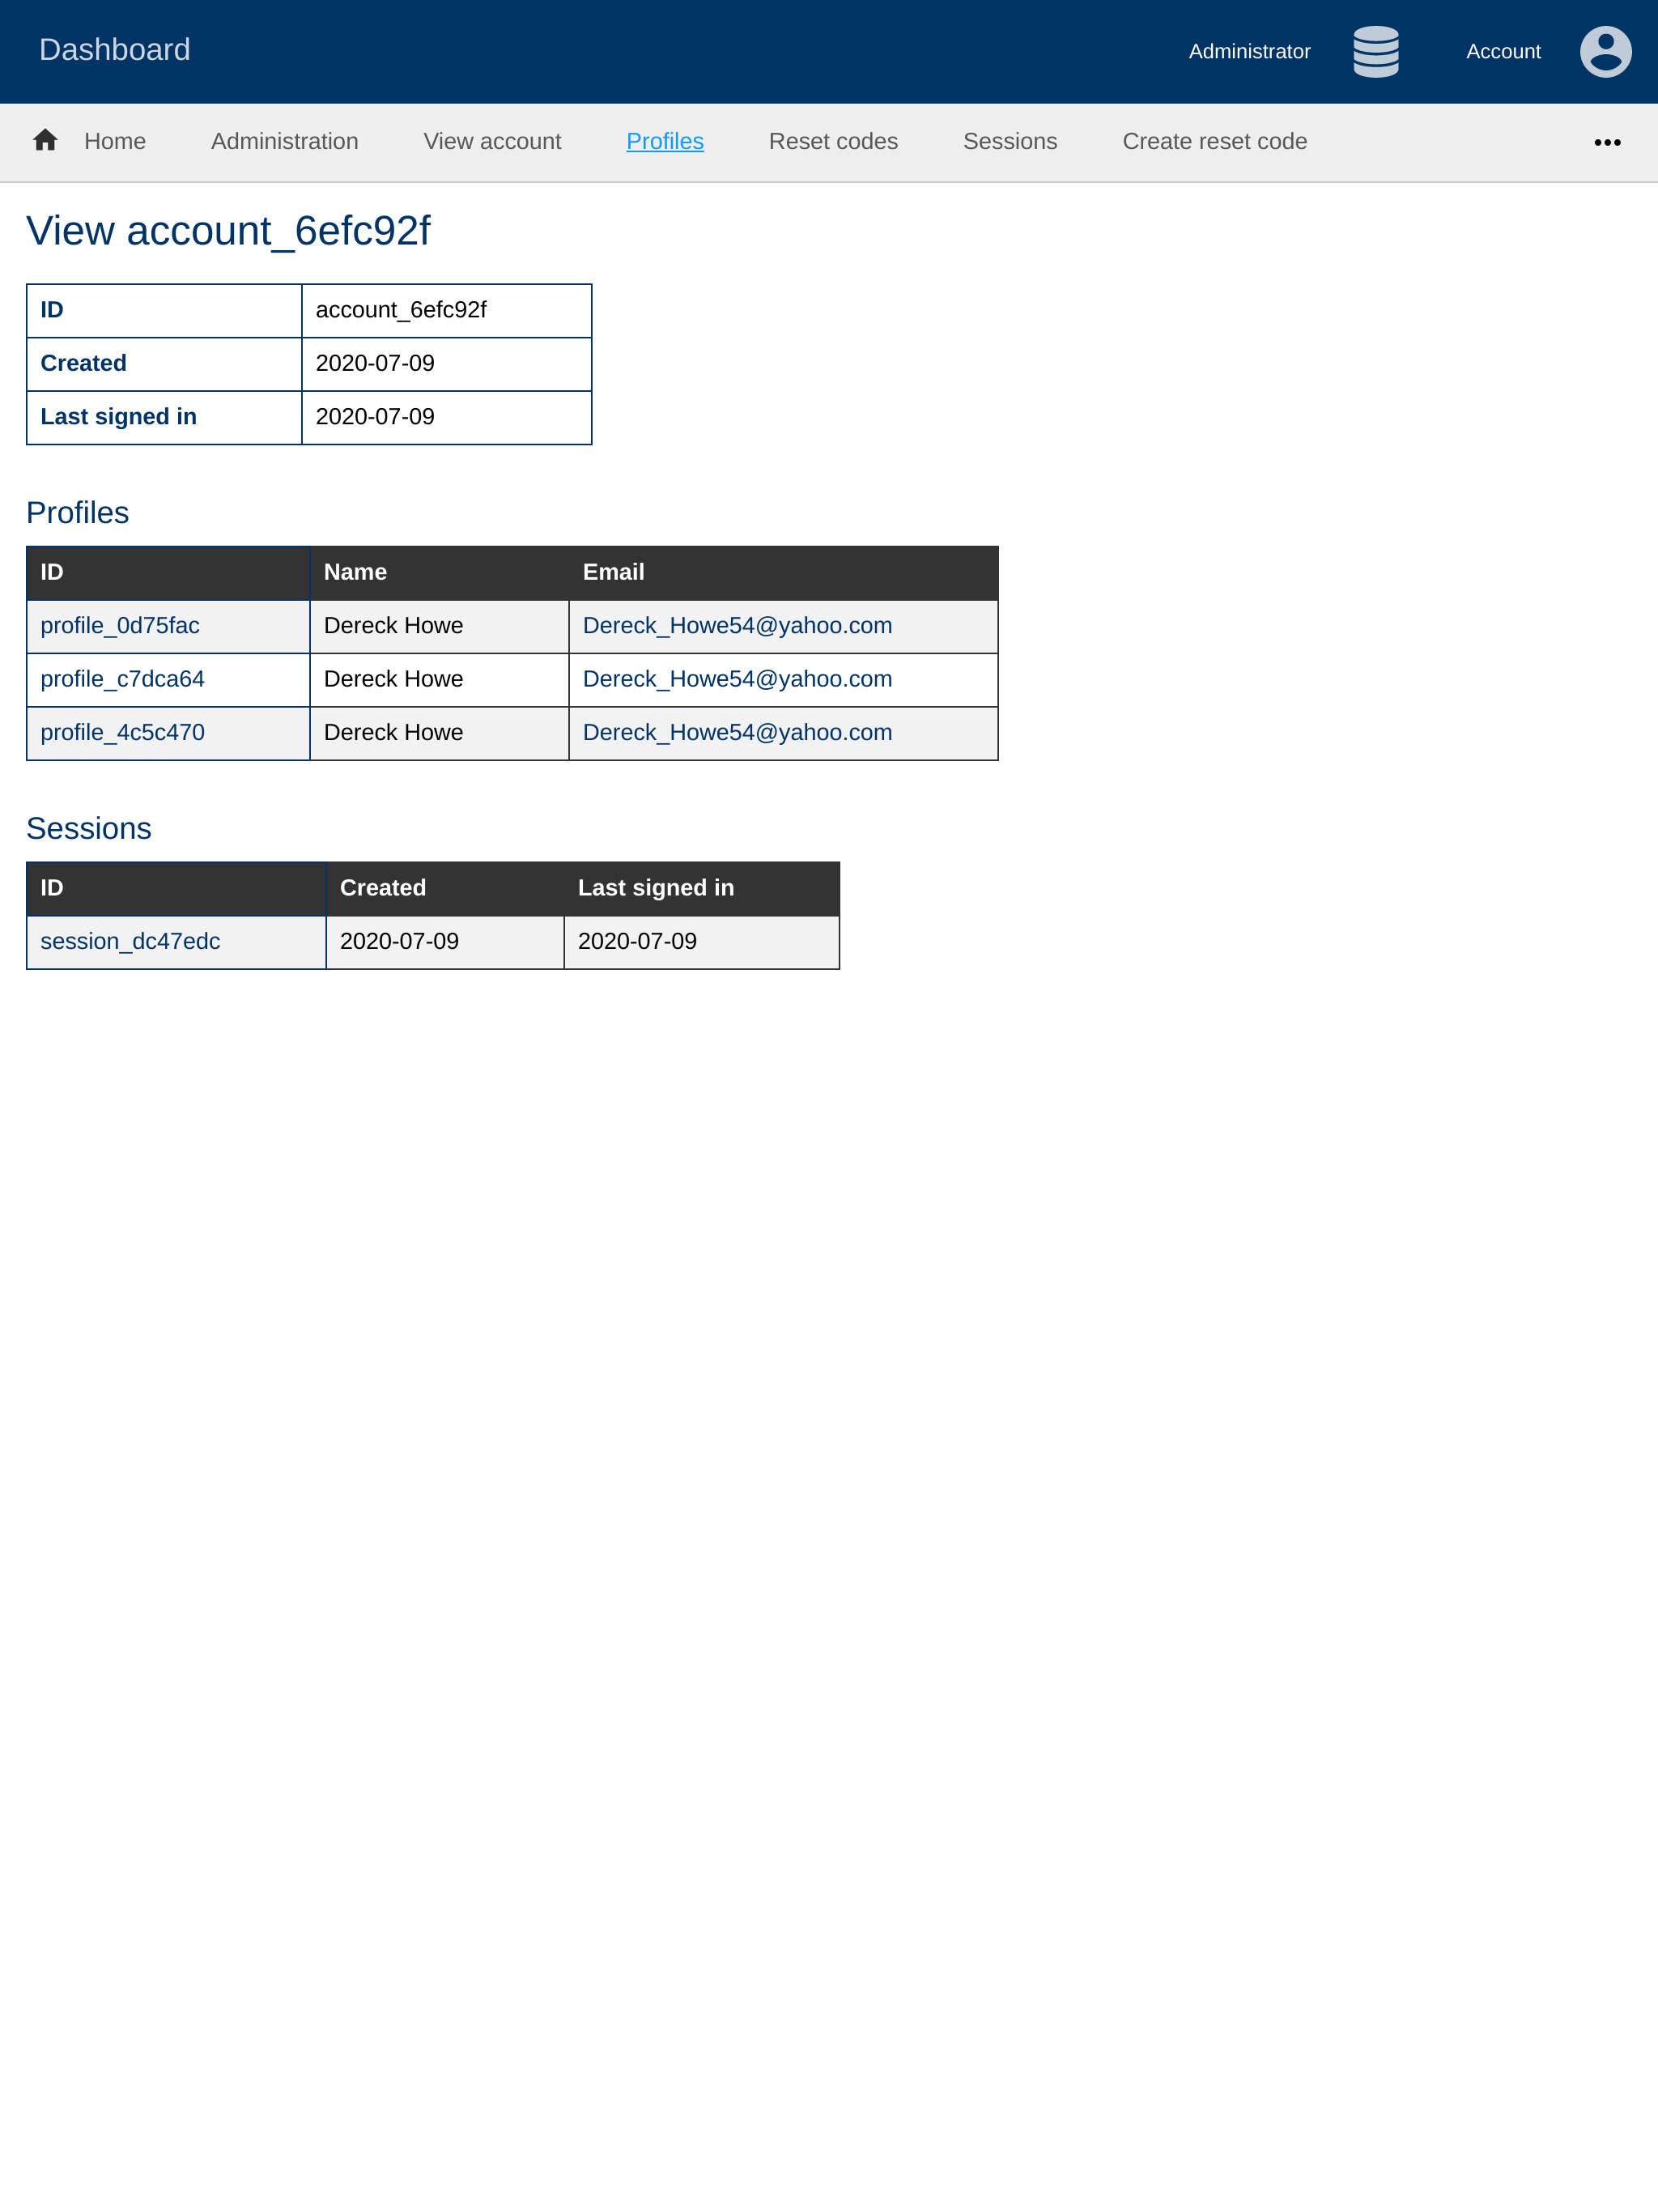 Dashboard
Administrator
Account
Home
Administration
View account
Profiles
Reset codes
Sessions
Create reset code
View account_6efc92f
ID account_6efc92f
Created 2020-07-09
Last signed in 2020-07-09
Profiles
ID Name Email
profile_0d75fac Dereck Howe Dereck_Howe54@yahoo.com
profile_c7dca64 Dereck Howe Dereck_Howe54@yahoo.com
profile_4c5c470 Dereck Howe Dereck_Howe54@yahoo.com
Sessions
ID Created Last signed in
session_dc47edc 2020-07-09 2020-07-09